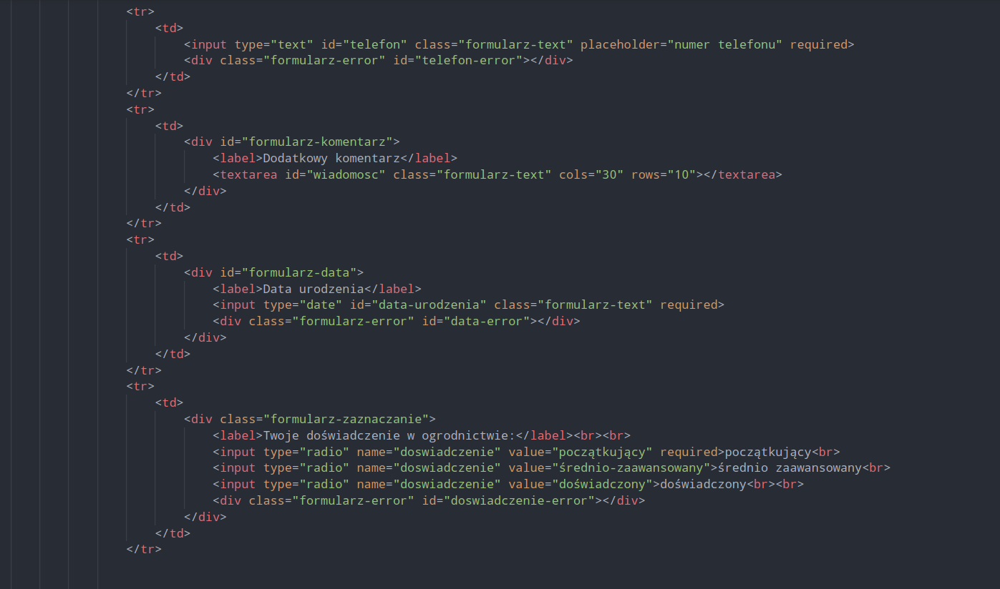 <tr>
<td>
<input type="text" id="telefon" class="formularz-text" placeholder="numer telefonu" required>
<div class="formularz-error" id="telefon-error"></div>
</td>
</tr>
<tr>
<td>
<div id="formularz-komentarz">
<label>Dodatkowy komentarz</label>
<textarea id="wiadomosc" class="formularz-text" cols="30" rows="10"></textarea>
</div>
</td>
</tr>
<tr>
<td>
<div id="formularz-data">
<label>Data urodzenia</label>
<input type="date" id="data-urodzenia" class="formularz-text" required>
<div class="formularz-error" id="data-error"></div>
</div>
</td>
</tr>
<tr>
<td>
<div class="formularz-zaznaczanie">
<label>Twoje doświadczenie w ogrodnictwie:</label><br><br>
<input type="radio" name="doswiadczenie" value="początkujący" required>początkujący<br>
<input type="radio" name="doswiadczenie" value="średnio-zaawansowany">średnio zaawansowany<br>
<input type="radio" name="doswiadczenie" value="doświadczony">doświadczony<br><br>
<div class="formularz-error" id="doswiadczenie-error"></div>
</div>
</td>
</tr>